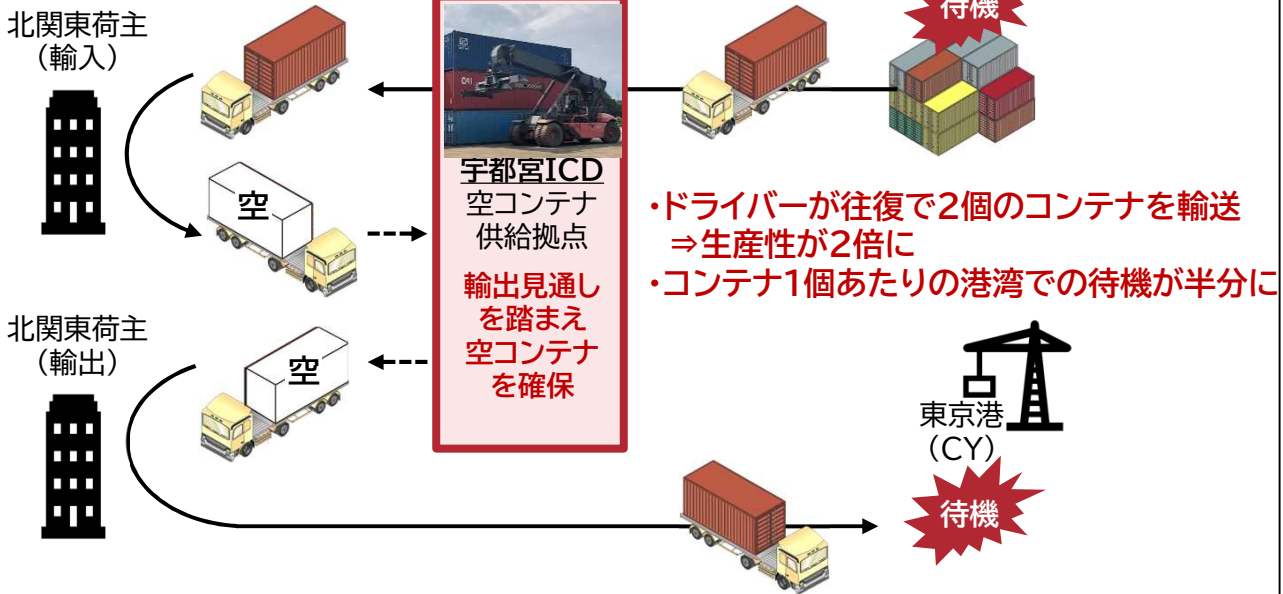 待機
北関東荷主
（輸入）
空
宇都宮ICD
空コンテナ
供給拠点
輸出見通し
を踏まえ
空コンテナ
を確保
・ドライバーが往復で2個のコンテナを輸送
⇒生産性が2倍に
・コンテナ1個あたりの港湾での待機が半分に
北関東荷主
（輸出）
空
東京港
（CY）
待機